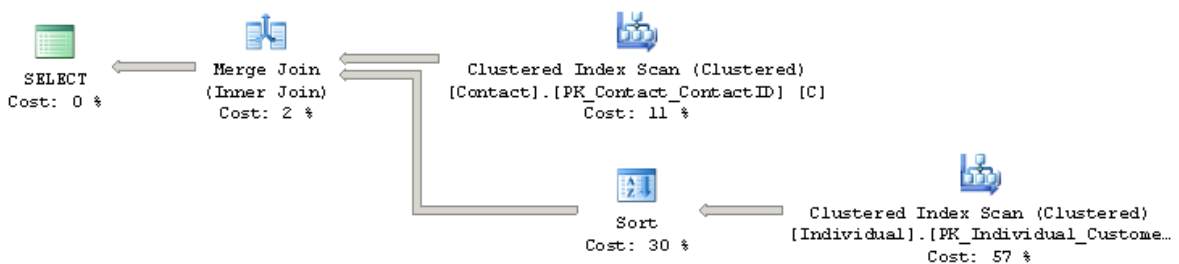 SELECT
Cost: 0 %
Merge Join
(Inner Join)
Cost: 2 %
Clustered Index Scan (Clustered)
[Contact].[PK_Contact_ContactID] [C]
Cost: 11 %
Sort
Cost: 30 %
Clustered Index Scan (Clustered)
[Individual].[PK_Individual_Custome…
Cost: 57 %